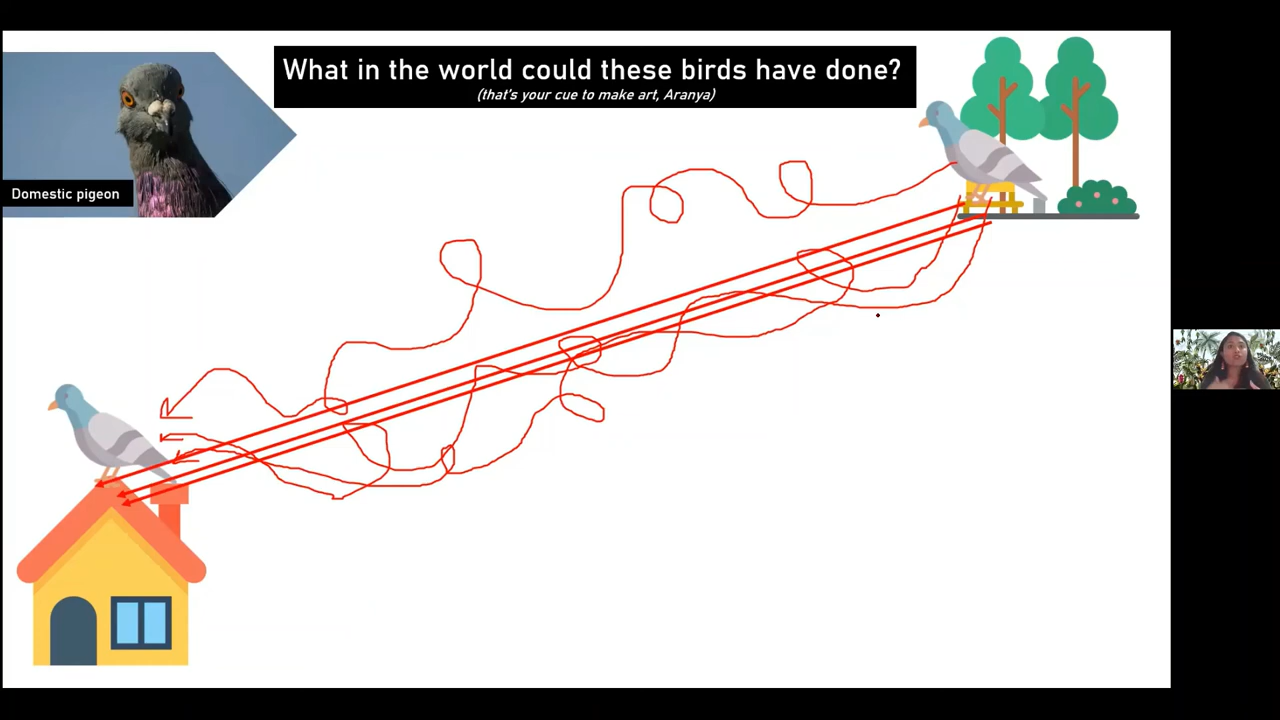 What in the world could these birds have done?
(that's your cue to make art, Aranya)
Domestic pigeon